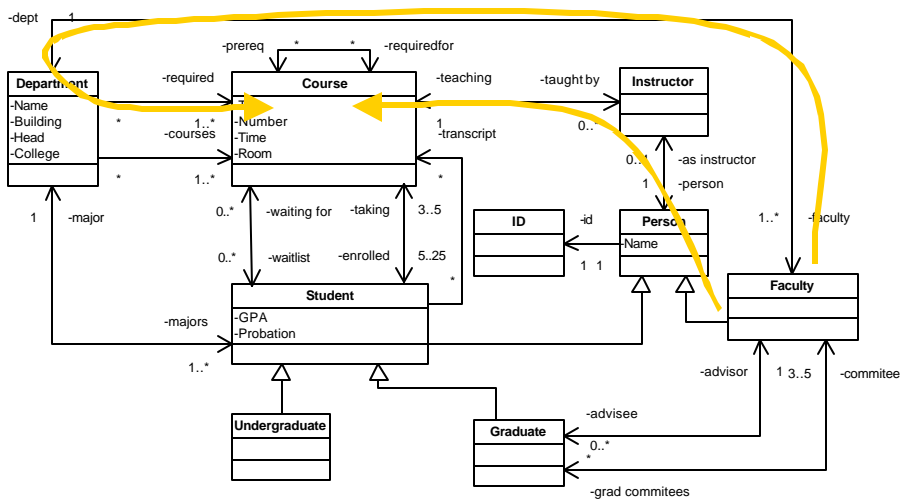 -dept 1
-prereq * * -requiredfor
Department
-Name
-Building
-Head
-College
-required
*
1..*
-courses
*
1..*
Course
-Number
-Time
-Room
-teaching
1
-taught by
0..*
-transcript
*
Instructor
0..1
-as instructor
1
-person
1
-major
0..*
-waiting for
-taking
3..5
0..*
-waitlist
-enrolled
5..25
*
ID
-id
1 1
Person
-Name
1..*
-faculty
Faculty
Student
-GPA
-Probation
-majors
1..*
-advisor
1
3..5
-commitee
Undergraduate
Graduate
-advisee
0..*
*
-grad commitees